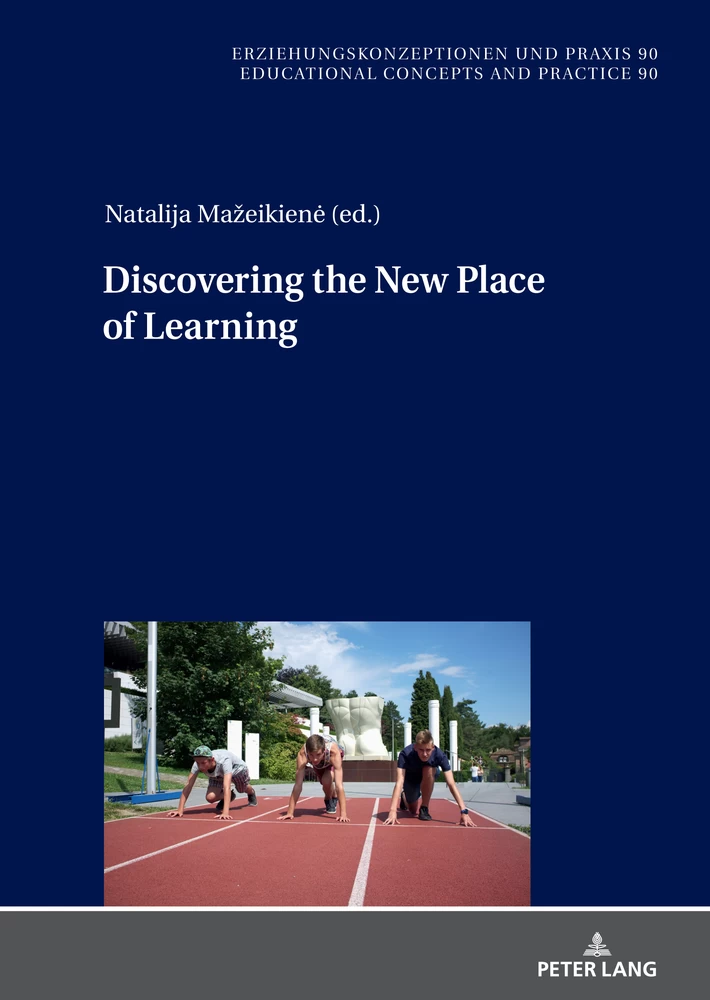 ERZIEHUNGSKONZEPTIONEN UND PRAXIS 90
EDUCATIONAL CONCEPTS AND PRACTICE 90
Natalija Mažeikienė (ed.)
Discovering the New Place
of Learning
PETER LANG